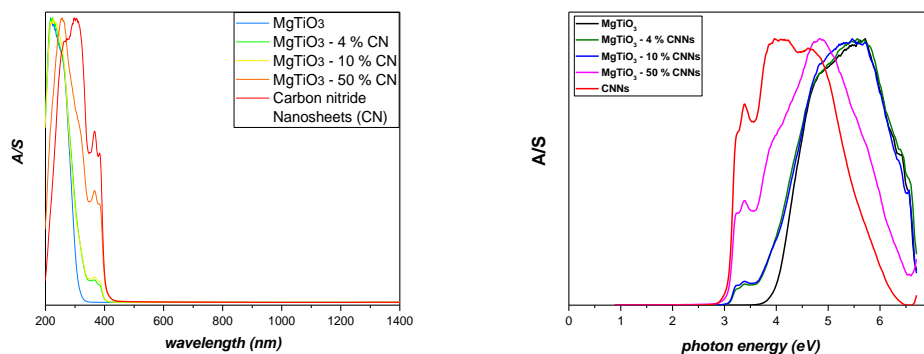 MgTiO3
MgTiO3 - 4 % CN
MgTiO3 - 10 % CN
MgTiO3 - 50 % CN
Carbon nitride
Nanosheets (CN)
A/S
200 400 600 800 1000 1200 1400
wavelength (nm)
MgTiO3
MgTiO3 - 4 % CNNs
MgTiO3 - 10 % CNNs
MgTiO3 - 50 % CNNs
CNNs
A/S
0 1 2 3 4 5 6
photon energy (eV)